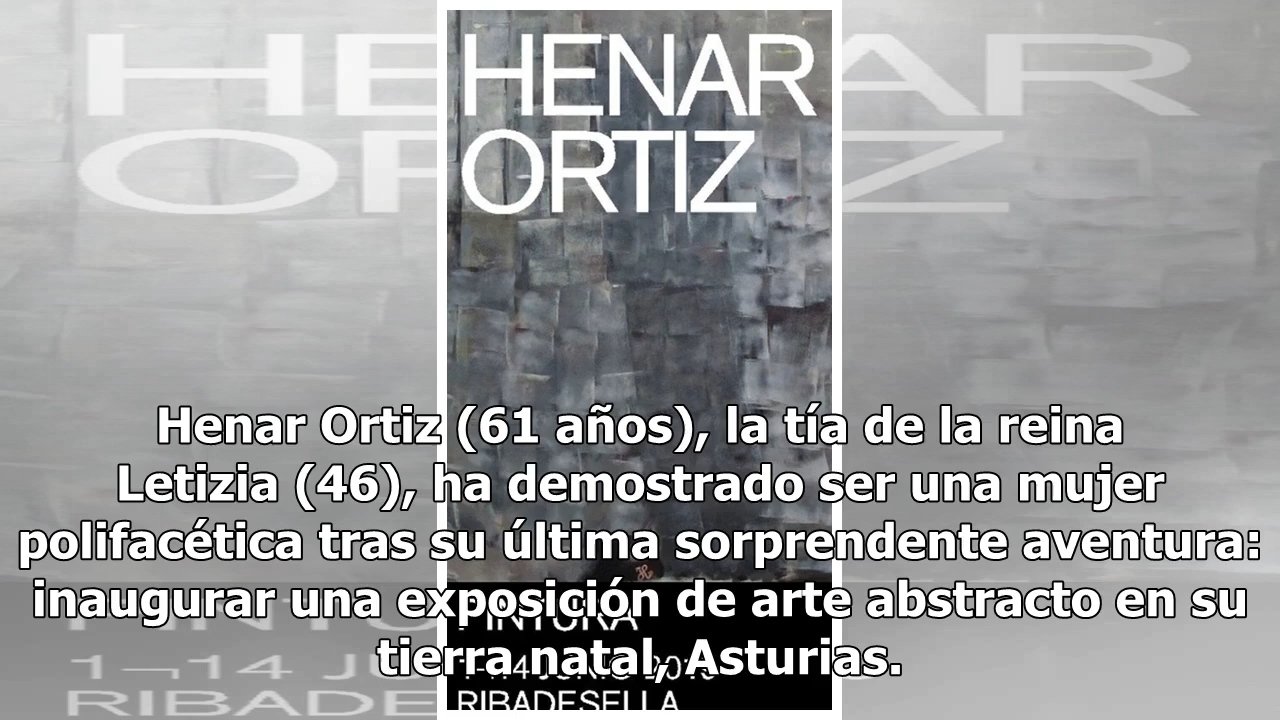 HENAR
ORTIZ
Henar Ortiz (61 años), la tía de la reina
Letizia (46), ha demostrado ser una mujer
polifacética tras su última sorprendente aventura:
inaugurar una exposición de arte abstracto en su
tierra natal, Asturias.
PINTURA
RIBADESELLA